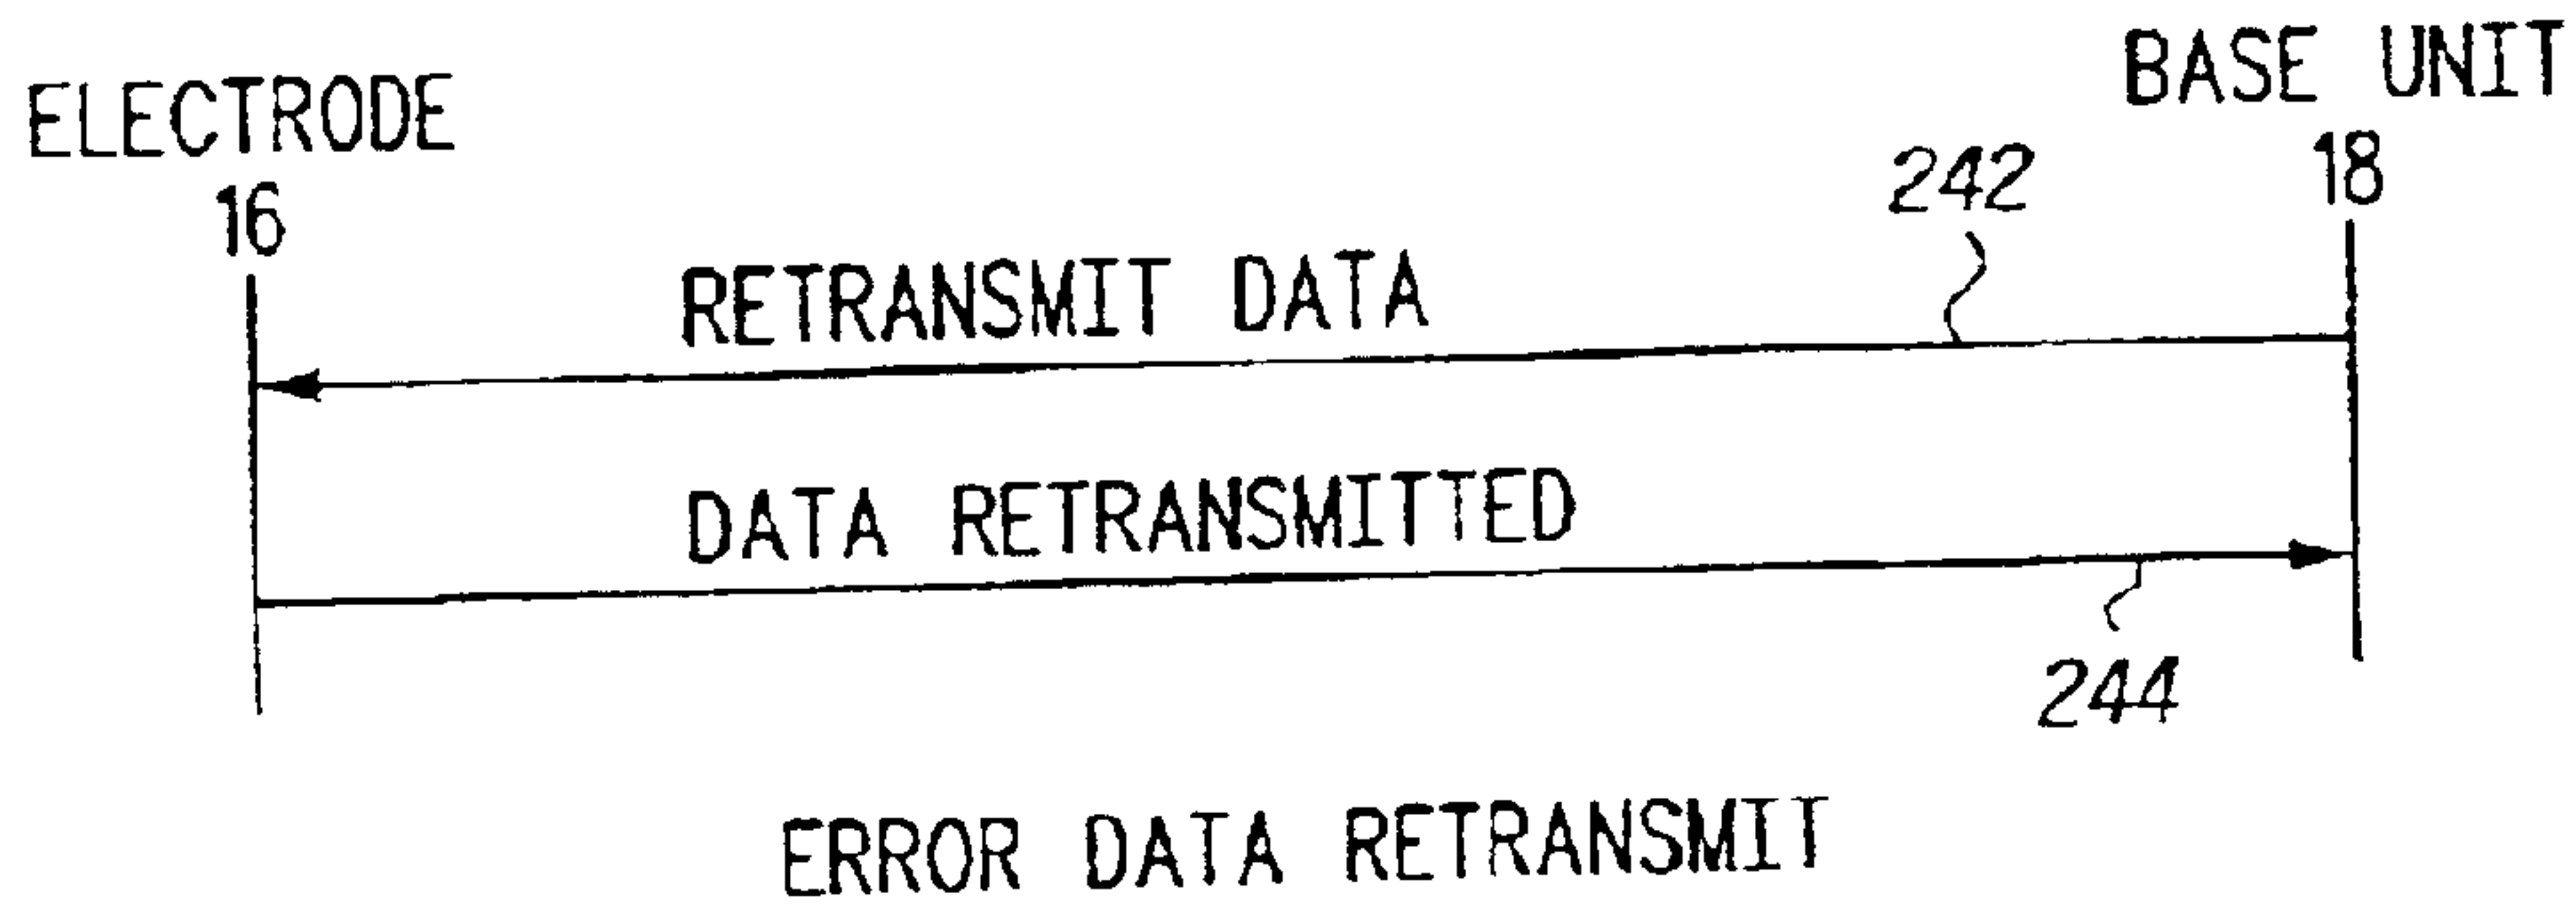 ELECTRODE
16
BASE UNIT
18
242
RETRANSMIT DATA
DATA RETRANSMITTED
244
ERROR DATA RETRANSMIT